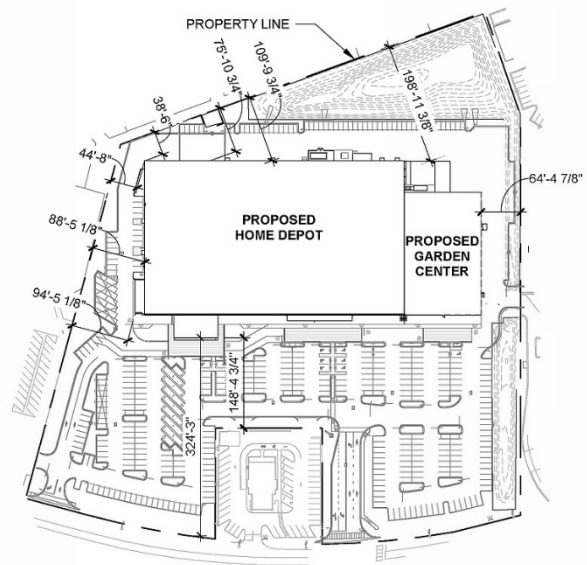 PROPERTY LINE
75'-10 3/4"
109'-9 3/4"
38'-6"
198'-11 3/8"
44'-8"
64'-4 7/8"
88'-5 1/8"
PROPOSED
HOME DEPOT
PROPOSED
GARDEN
CENTER
94'-5 1/8"
148'-4 3/4"
324'-3"